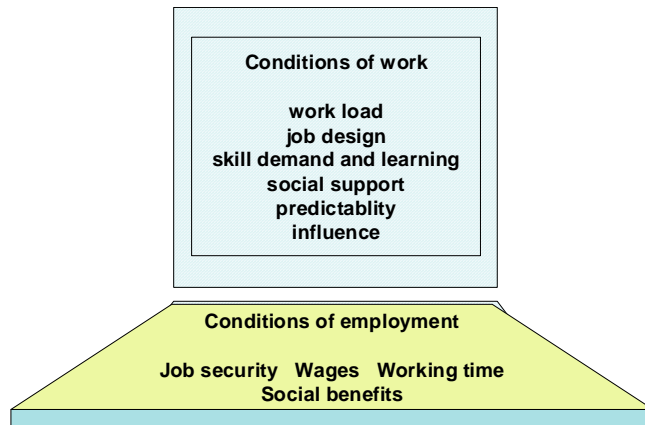 Conditions of work
work load
job design
skill demand and learning
social support
predictablity
influence
Conditions of employment
Job security Wages Working time
Social benefits